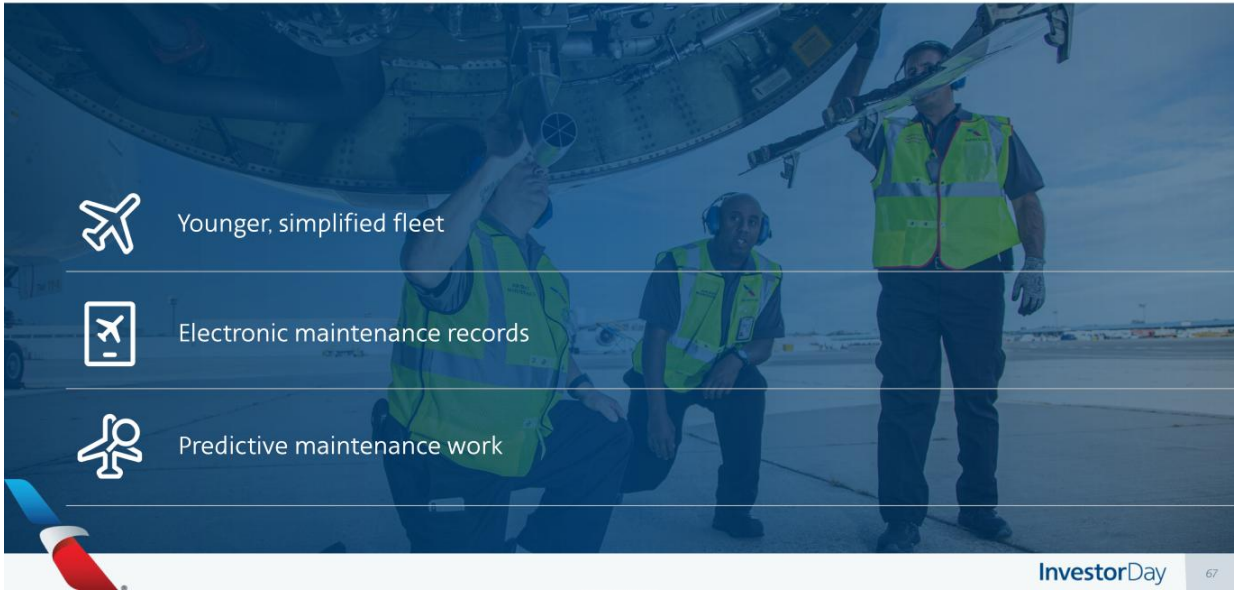 Younger, simplified fleet
Electronic maintenance records
Predictive maintenance work
InvestorDay
67